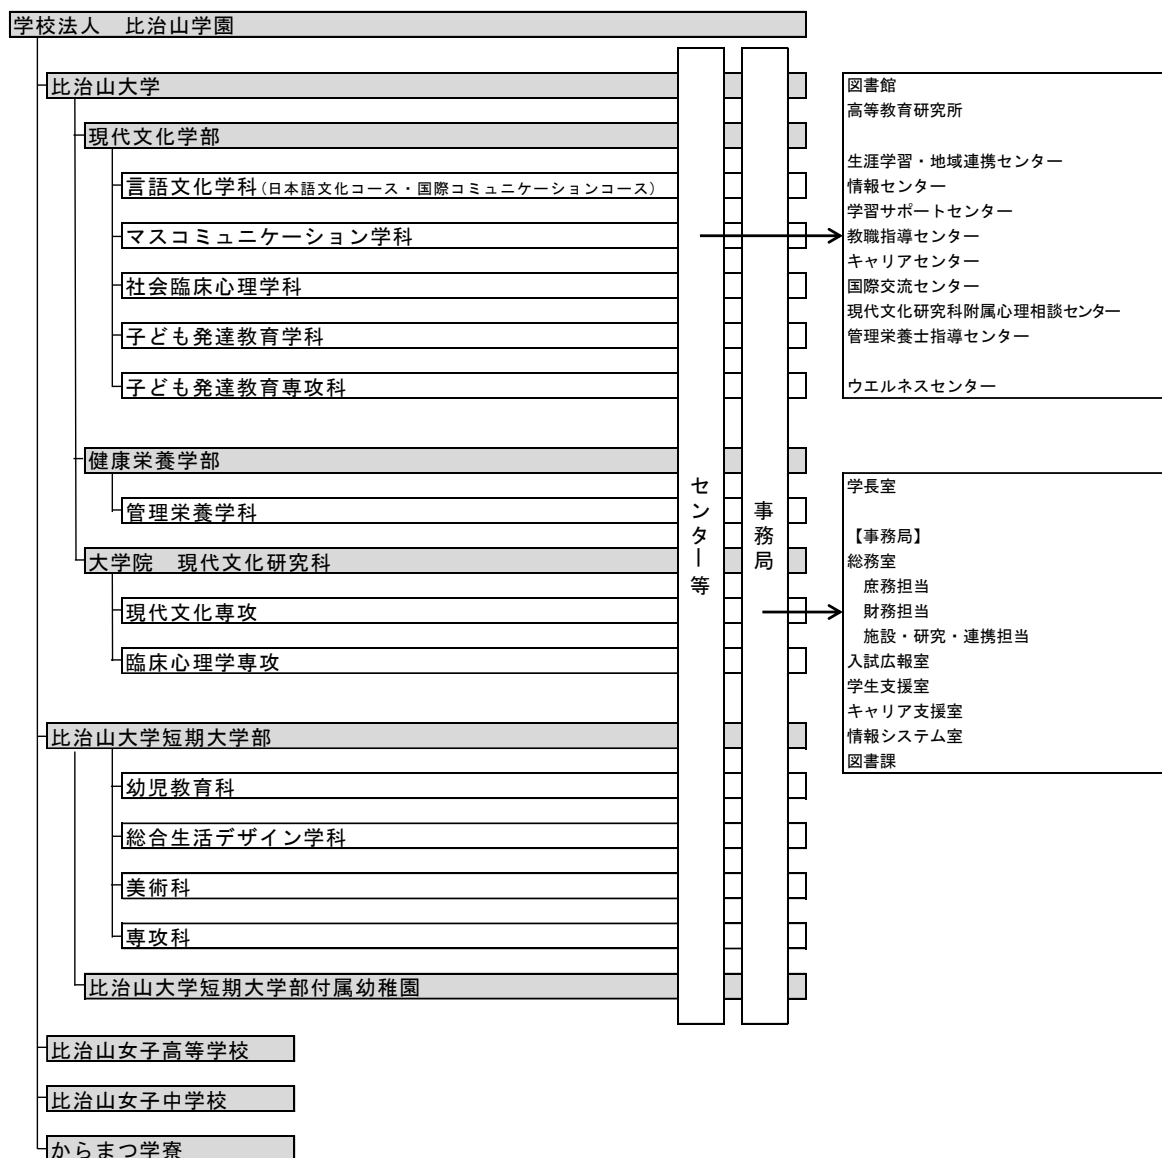 学校法人　比治山学園
比治山大学
現代文化学部
言語文化学科(日本語文化コース・国際コミュニケーションコース)
マスコミュニケーション学科
社会臨床心理学科
子ども発達教育学科
子ども発達教育専攻科
健康栄養学部
管理栄養学科
大学院　現代文化研究科
現代文化専攻
臨床心理学専攻
比治山大学短期大学部
幼児教育科
総合生活デザイン学科
美術科
専攻科
比治山大学短期大学部付属幼稚園
比治山女子高等学校
比治山女子中学校
からまつ学寮
センター等
事務局
図書館
高等教育研究所
生涯学習・地域連携センター
情報センター
学習サポートセンター
教職指導センター
キャリアセンター
国際交流センター
現代文化研究科附属心理相談センター
管理栄養士指導センター
ウエルネスセンター
学長室
【事務局】
総務室
庶務担当
財務担当
施設・研究・連携担当
入試広報室
学生支援室
キャリア支援室
情報システム室
図書課